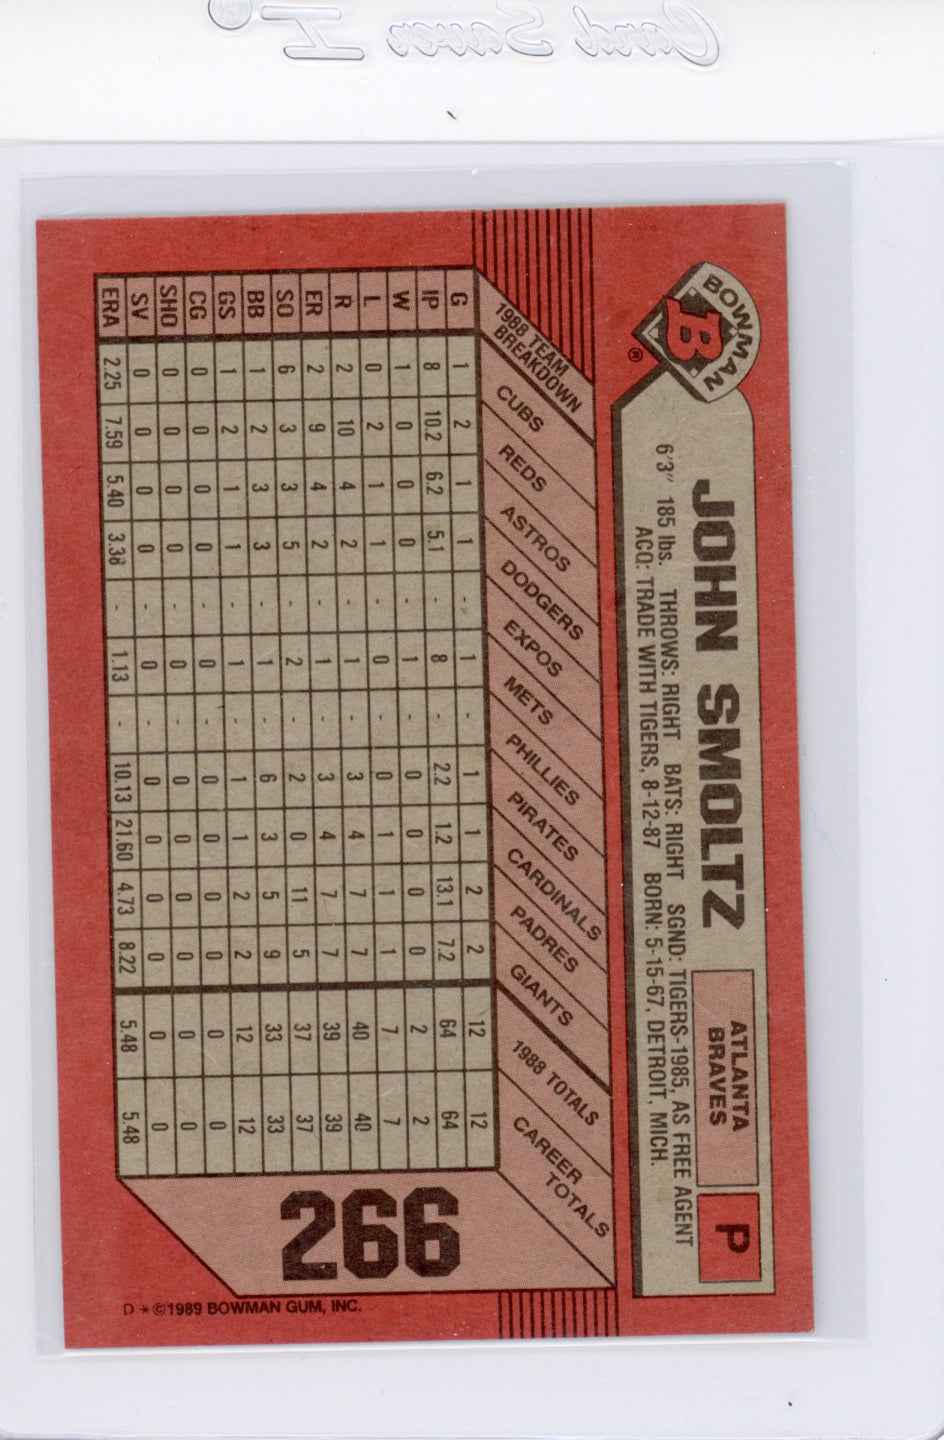 Card Saver I®
BOWMAN
B
®
JOHN SMOLTZ
ATLANTA
BRAVES
P
6'3" 185 lbs. THROWS: RIGHT BATS: RIGHT SGND: TIGERS-1985, AS FREE AGENT
ACQ: TRADE WITH TIGERS, 8-12-87 BORN: 5-15-67, DETROIT, MICH.
1988 TEAM
BREAKDOWN
CUBS
REDS
ASTROS
DODGERS
EXPOS
METS
PHILLIES
PIRATES
CARDINALS
PADRES
GIANTS
1988 TOTALS
CAREER
TOTALS
G 1 2 1 1 - 1 - 1 1 2 2 12 12
IP 8 10.2 6.2 5.1 - 8 - 2.2 1.2 13.1 7.2 64 64
W 1 0 0 0 - 1 - 0 0 0 0 2 2
L 0 2 1 1 - 0 - 0 1 1 1 7 7
R 2 10 4 2 - 1 - 3 4 7 7 40 40
ER 2 9 4 2 - 1 - 3 4 7 7 39 39
SO 6 3 3 5 - 2 - 2 0 11 5 37 37
BB 1 2 3 3 - 1 - 6 3 5 9 33 33
GS 1 2 1 1 - 1 - 1 1 2 2 12 12
CG 0 0 0 0 - 0 - 0 0 0 0 0 0
SHO 0 0 0 0 - 0 - 0 0 0 0 0 0
SV 0 0 0 0 - 0 - 0 0 0 0 0 0
ERA 2.25 7.59 5.40 3.38 - 1.13 - 10.13 21.60 4.73 8.22 5.48 5.48
266
D * ©1989 BOWMAN GUM, INC.